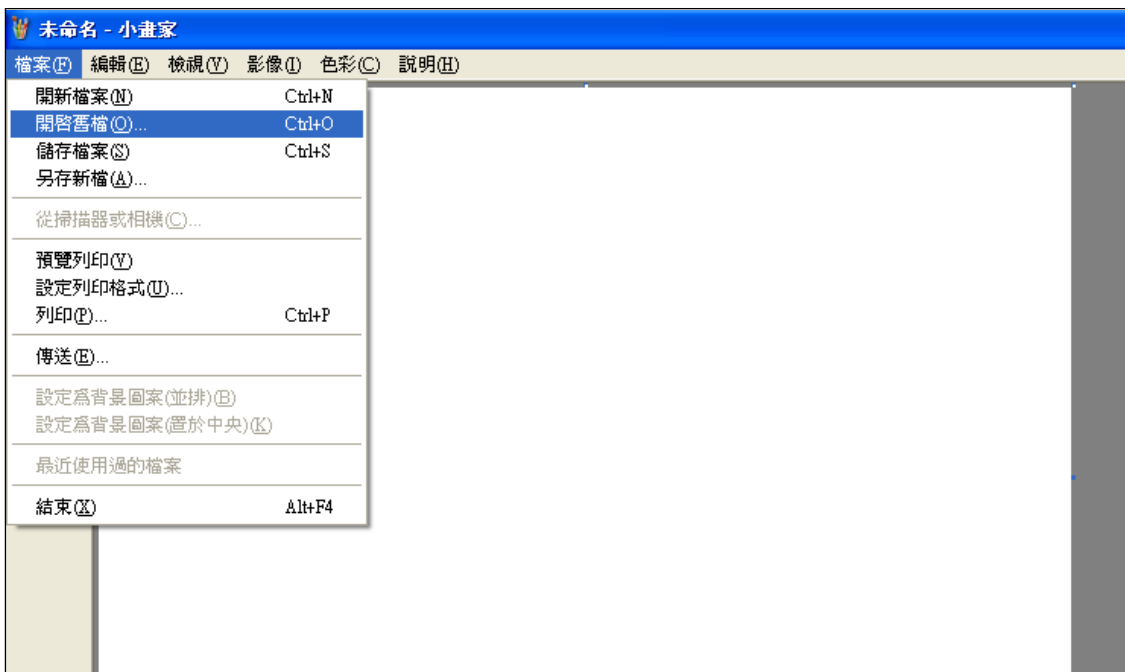 未命名 - 小畫家
檔案(F) 編輯(E) 檢視(V) 影像(I) 色彩(C) 說明(H)
開新檔案(N) Ctrl+N
開啓舊檔(O)... Ctrl+O
儲存檔案(S) Ctrl+S
另存新檔(A)...
從掃描器或相機(C)...
預覽列印(V)
設定列印格式(U)...
列印(P)... Ctrl+P
傳送(E)...
設定爲背景圖案(並排)(B)
設定爲背景圖案(置於中央)(K)
最近使用過的檔案
結束(X) Alt+F4